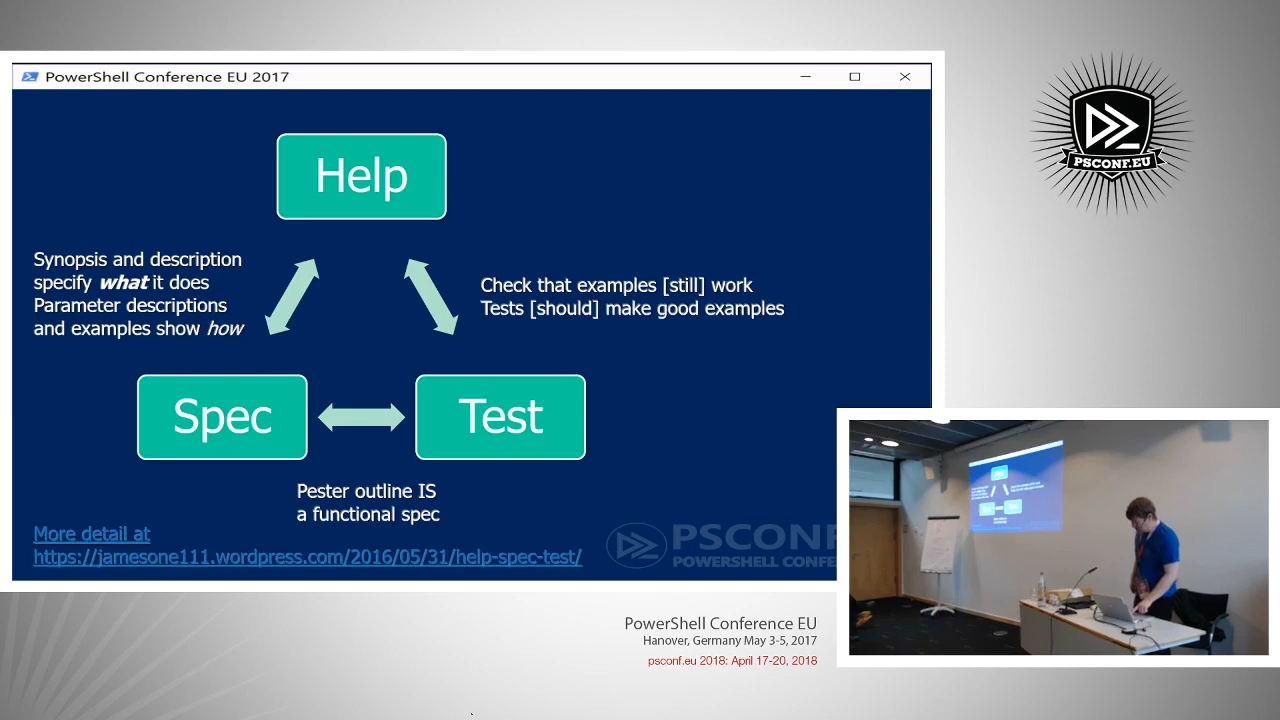 PowerShell Conference EU 2017
Help
Synopsis and description
specify what it does
Parameter descriptions
and examples show how
Check that examples [still] work
Tests [should] make good examples
Spec
Test
Pester outline IS
a functional spec
More detail at
https://jamesone111.wordpress.com/2016/05/31/help-spec-test/
PSCONF
POWERSHELL CONFE
PSCONF.EU
PowerShell Conference EU
Hanover, Germany May 3-5, 2017
psconf.eu 2018: April 17-20, 2018